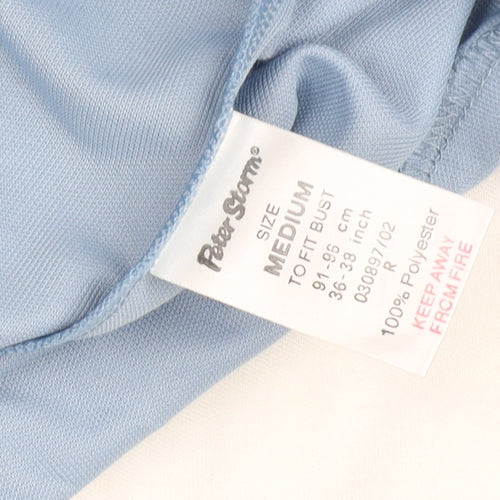 Peter Storm®
SIZE
MEDIUM
TO FIT BUST
91-96 cm
36-38 inch
030897/02
R
100% Polyester
KEEP AWAY
FROM FIRE